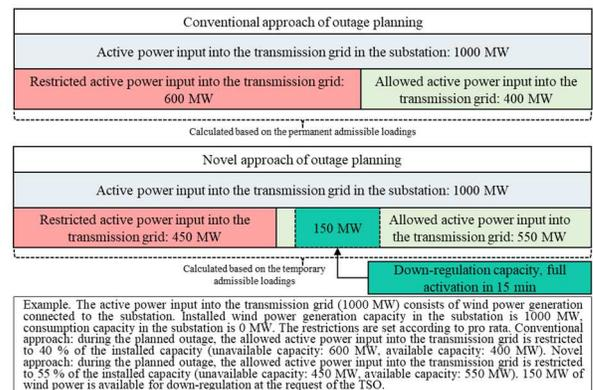 Conventional approach of outage planning
Active power input into the transmission grid in the substation: 1000 MW
Restricted active power input into the transmission grid:
600 MW
Allowed active power input into the
transmission grid: 400 MW
Calculated based on the permanent admissible loadings
Novel approach of outage planning
Active power input into the transmission grid in the substation: 1000 MW
Restricted active power input into the
transmission grid: 450 MW
150 MW
Allowed active power input into
the transmission grid: 550 MW
Calculated based on the temporary
admissible loadings
Down-regulation capacity, full
activation in 15 min
Example. The active power input into the transmission grid (1000 MW) consists of wind power generation
connected to the substation. Installed wind power generation capacity in the substation is 1000 MW,
consumption capacity in the substation is 0 MW. The restrictions are set according to pro rata. Conventional
approach: during the planned outage, the allowed active power input into the transmission grid is restricted
to 40 % of the installed capacity (unavailable capacity: 600 MW, available capacity: 400 MW). Novel
approach: during the planned outage, the allowed active power input into the transmission grid is restricted
to 55 % of the installed capacity (unavailable capacity: 450 MW, available capacity: 550 MW). 150 MW of
wind power is available for down-regulation at the request of the TSO.